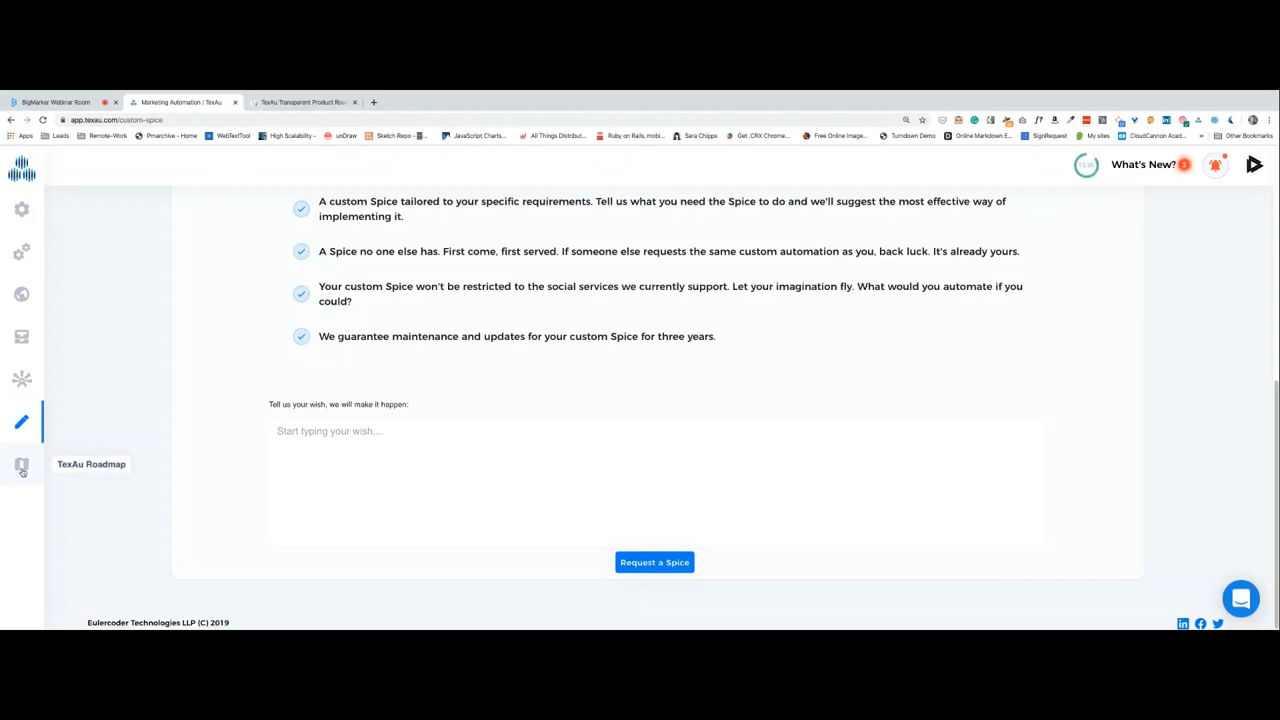 BigMarker Webinar Room
Marketing Automation | TexAu
TexAu Transparent Product Roa
app.texau.com/custom-spice
Apps
Leads
Remote-Work
Pmarchive - Home
WebTextTool
High Scalability -
unDraw
Sketch Repo -
JavaScript Charts...
All Things Distribut...
Ruby on Rails, mobi...
Sara Chipps
Get .CRX Chrome...
Free Online Image...
Turndown Demo
Online Markdown E...
SignRequest
My sites
CloudCannon Acad...
»
Other Bookmarks
What's New?
A custom Spice tailored to your specific requirements. Tell us what you need the Spice to do and we'll suggest the most effective way of
implementing it.
A Spice no one else has. First come, first served. If someone else requests the same custom automation as you, back luck. It's already yours.
Your custom Spice won't be restricted to the social services we currently support. Let your imagination fly. What would you automate if you
could?
We guarantee maintenance and updates for your custom Spice for three years.
Tell us your wish, we will make it happen:
Start typing your wish....
TexAu Roadmap
Request a Spice
Eulercoder Technologies LLP (C) 2019